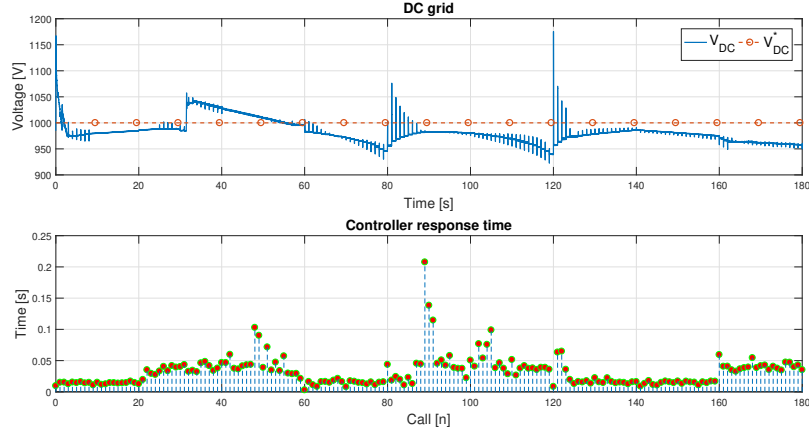 DC grid
1200
1150
1100
1050
1000
950
900
Voltage [V]
V_DC
V*_DC
0 20 40 60 80 100 120 140 160 180
Time [s]
Controller response time
0.25
0.2
0.15
0.1
0.05
0
Time [s]
0 20 40 60 80 100 120 140 160 180
Call [n]